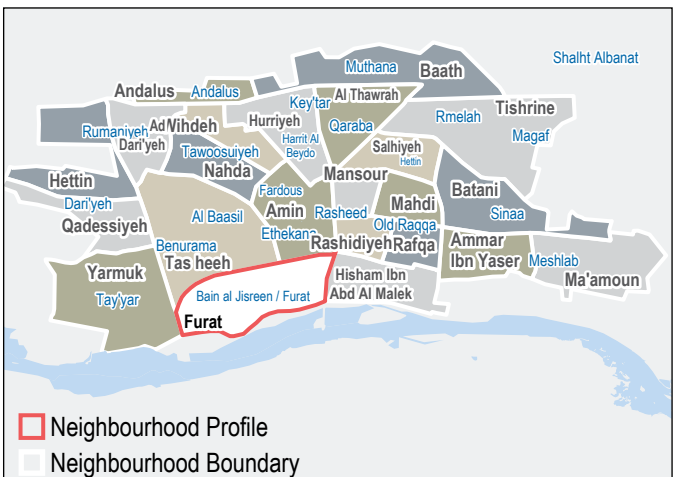 Shalht Albanat
Muthana
Baath
Andalus
Andalus
Key'tar
Al Thawrah
Rmelah
Tishrine
Rumaniyeh
Ad
Wihdeh
Hurriyeh
Qaraba
Magaf
Dari'yeh
Tawoosuiyeh
Harrit Al
Beydo
Salhiyeh
Hettin
Nahda
Mansour
Hettin
Fardous
Mahdi
Batani
Dari'yeh
Al Baasil
Amin
Rasheed
Sinaa
Qadessiyeh
Ethekana
Old Raqqa
Benurama
Rashidiyeh
Rafqa
Ammar
Ibn Yaser
Tas heeh
Meshlab
Yarmuk
Hisham Ibn
Abd Al Malek
Ma'amoun
Tay'yar
Bain al Jisreen / Furat
Furat
Neighbourhood Profile
Neighbourhood Boundary